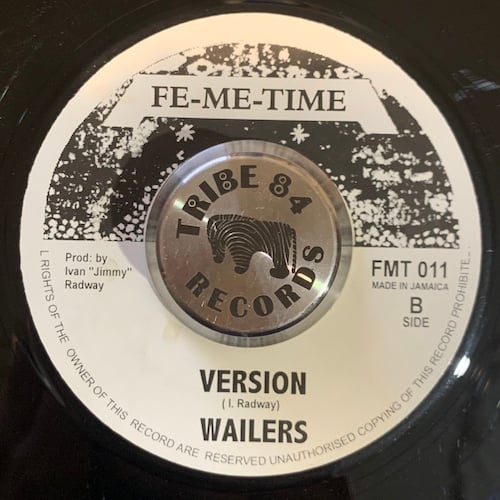 FE-ME-TIME
TRIBE 84
RECORDS
Prod: by
Ivan "Jimmy"
Radway
FMT 011
MADE IN JAMAICA
B
SIDE
VERSION
( I. Radway)
WAILERS
L RIGHTS OF THE OWNER OF THIS RECORD ARE RESERVED UNAUTHORISED COPYING OF THIS RECORD PROHIBITE